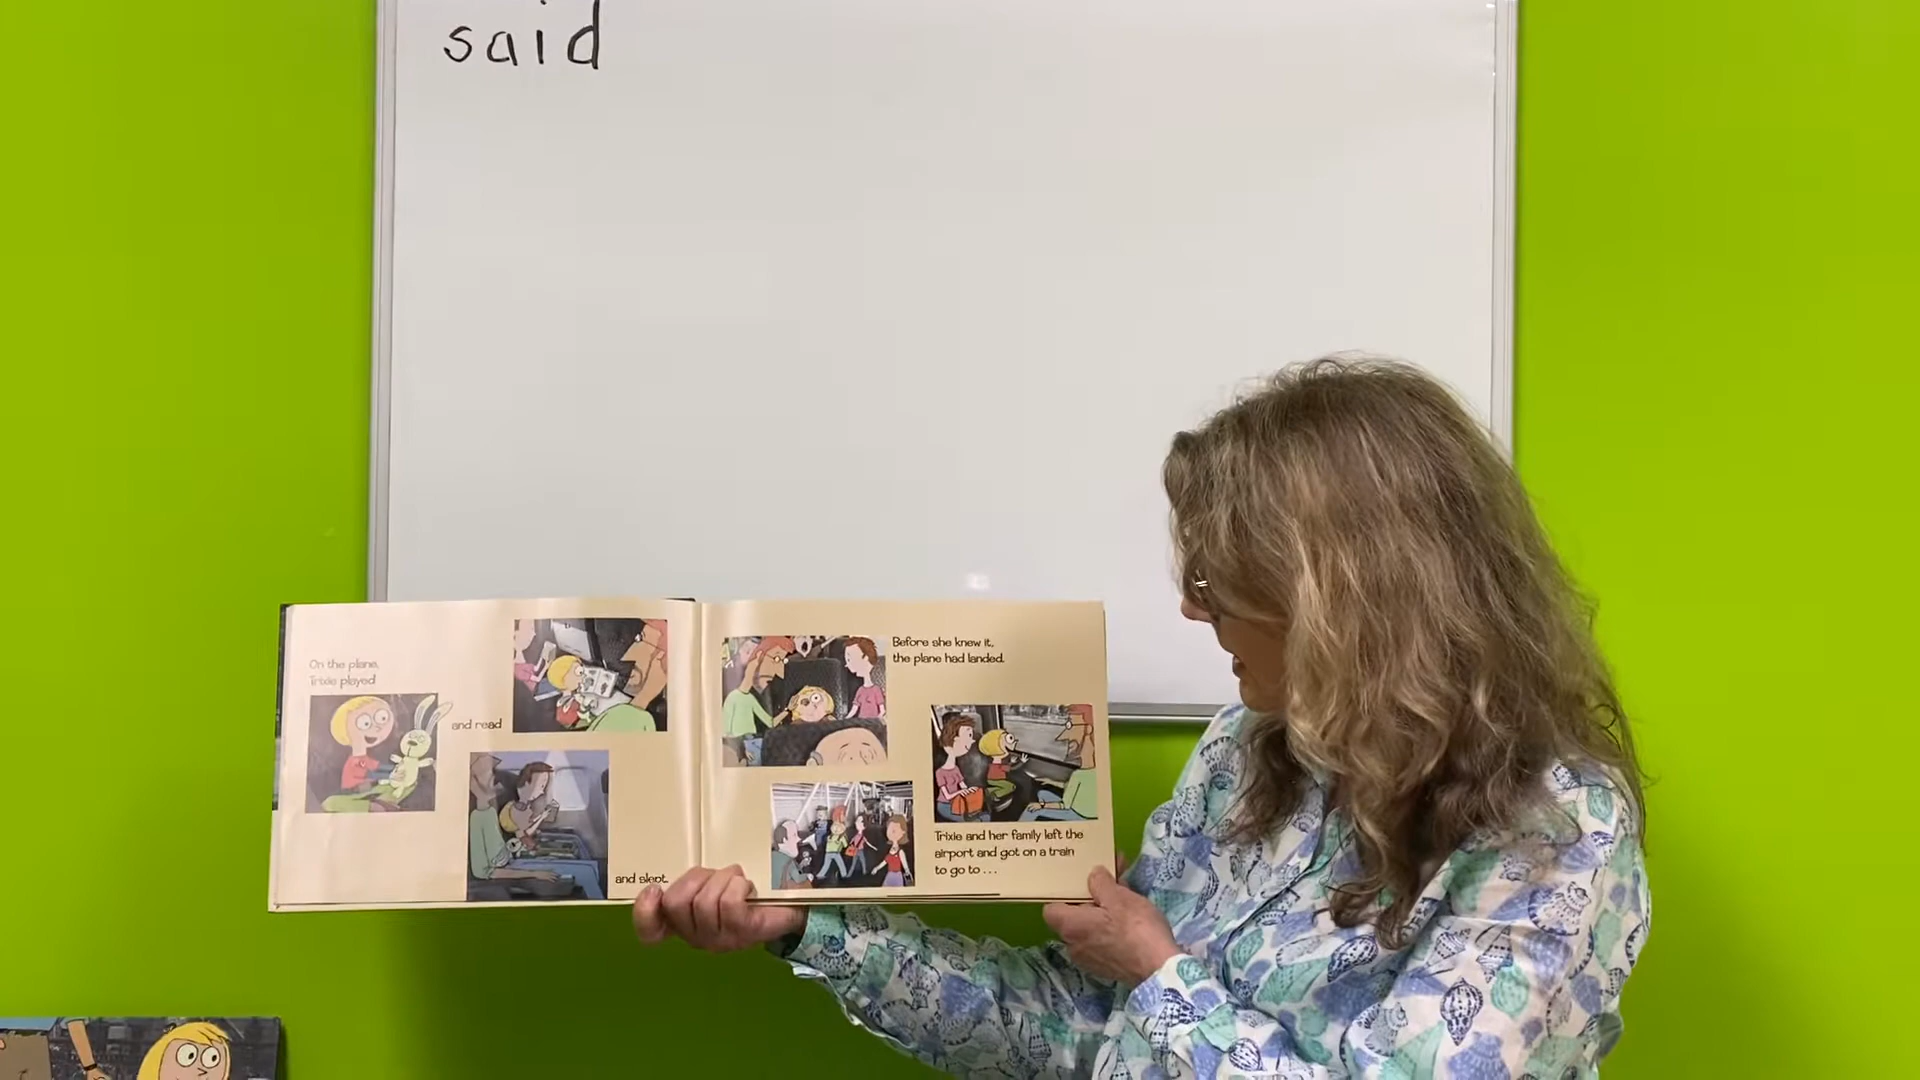 said
On the plane,
Trixie played
and read
and slept.
Before she knew it,
the plane had landed.
Trixie and her family left the
airport and got on a train
to go to . . .